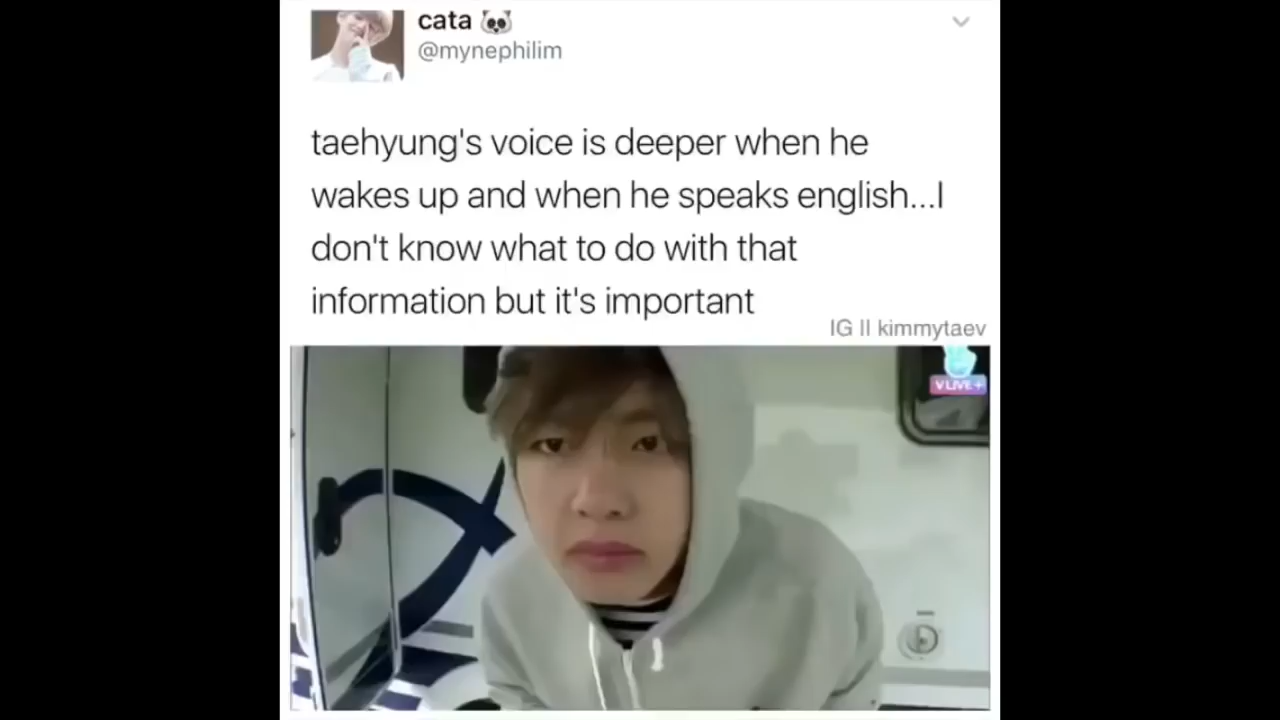 cata 🐼
@mynephilim
taehyung's voice is deeper when he
wakes up and when he speaks english...I
don't know what to do with that
information but it's important
IG II kimmytaev
V LIVE+